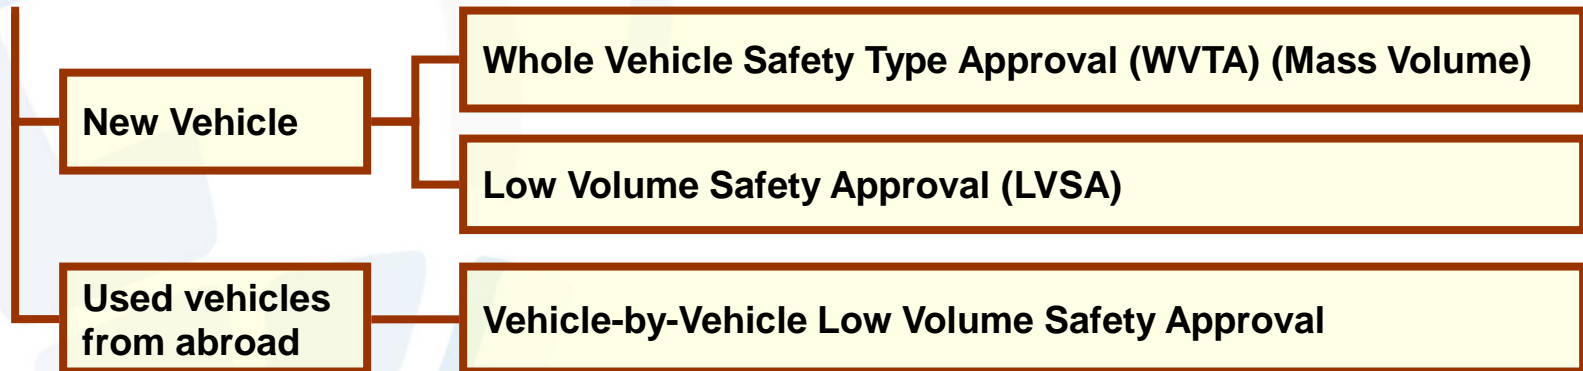 Whole Vehicle Safety Type Approval (WVTA) (Mass Volume)
New Vehicle
Low Volume Safety Approval (LVSA)
Used vehicles
from abroad
Vehicle-by-Vehicle Low Volume Safety Approval